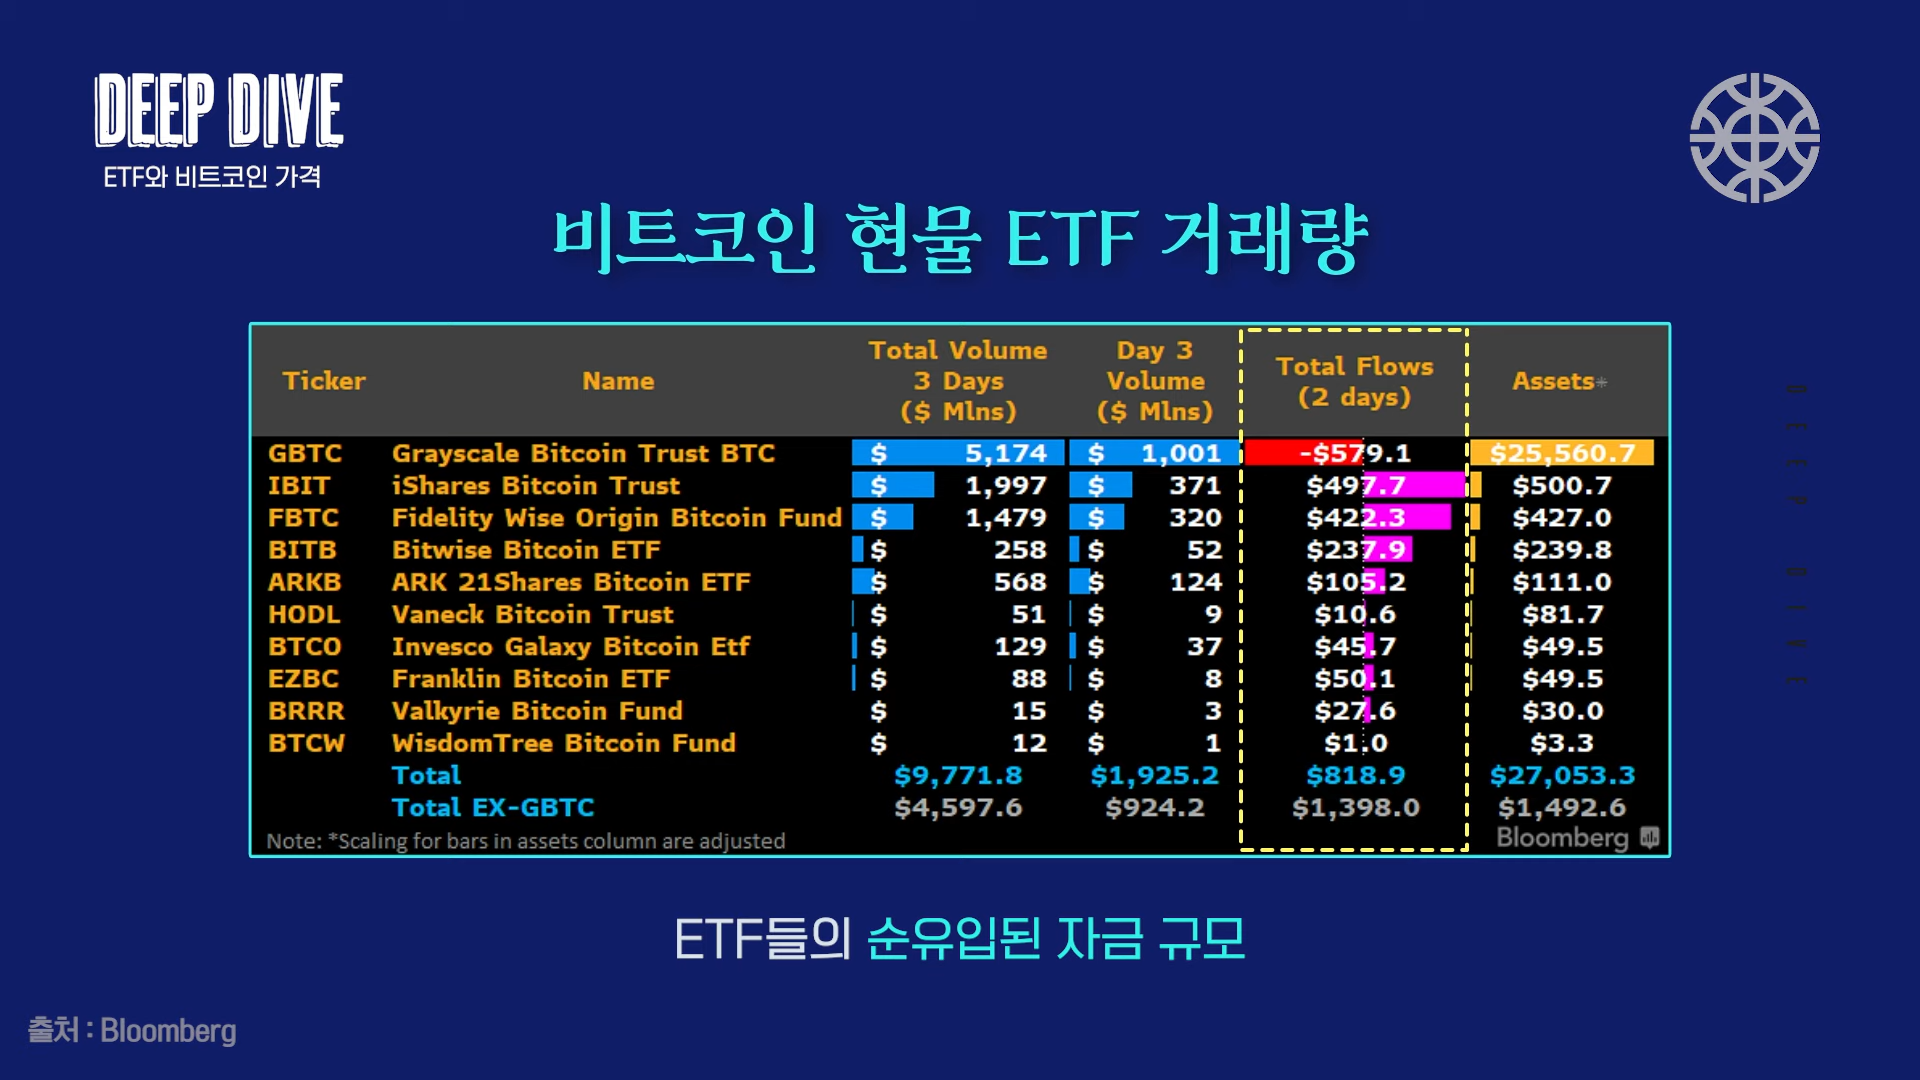 DEEP DIVE
ETF와 비트코인 가격
비트코인 현물 ETF 거래량
Ticker Name Total Volume 3 Days ($ Mlns) Day 3 Volume ($ Mlns) Total Flows (2 days) Assets*
GBTC Grayscale Bitcoin Trust BTC $ 5,174 $ 1,001 -$579.1 $25,560.7
IBIT iShares Bitcoin Trust $ 1,997 $ 371 $497.7 $500.7
FBTC Fidelity Wise Origin Bitcoin Fund $ 1,479 $ 320 $422.3 $427.0
BITB Bitwise Bitcoin ETF $ 258 $ 52 $237.9 $239.8
ARKB ARK 21Shares Bitcoin ETF $ 568 $ 124 $105.2 $111.0
HODL Vaneck Bitcoin Trust $ 51 $ 9 $10.6 $81.7
BTCO Invesco Galaxy Bitcoin Etf $ 129 $ 37 $45.7 $49.5
EZBC Franklin Bitcoin ETF $ 88 $ 8 $50.1 $49.5
BRRR Valkyrie Bitcoin Fund $ 15 $ 3 $27.6 $30.0
BTCW WisdomTree Bitcoin Fund $ 12 $ 1 $1.0 $3.3
Total $9,771.8 $1,925.2 $818.9 $27,053.3
Total EX-GBTC $4,597.6 $924.2 $1,398.0 $1,492.6
Note: *Scaling for bars in assets column are adjusted Bloomberg
ETF들의 순유입된 자금 규모
출처 : Bloomberg